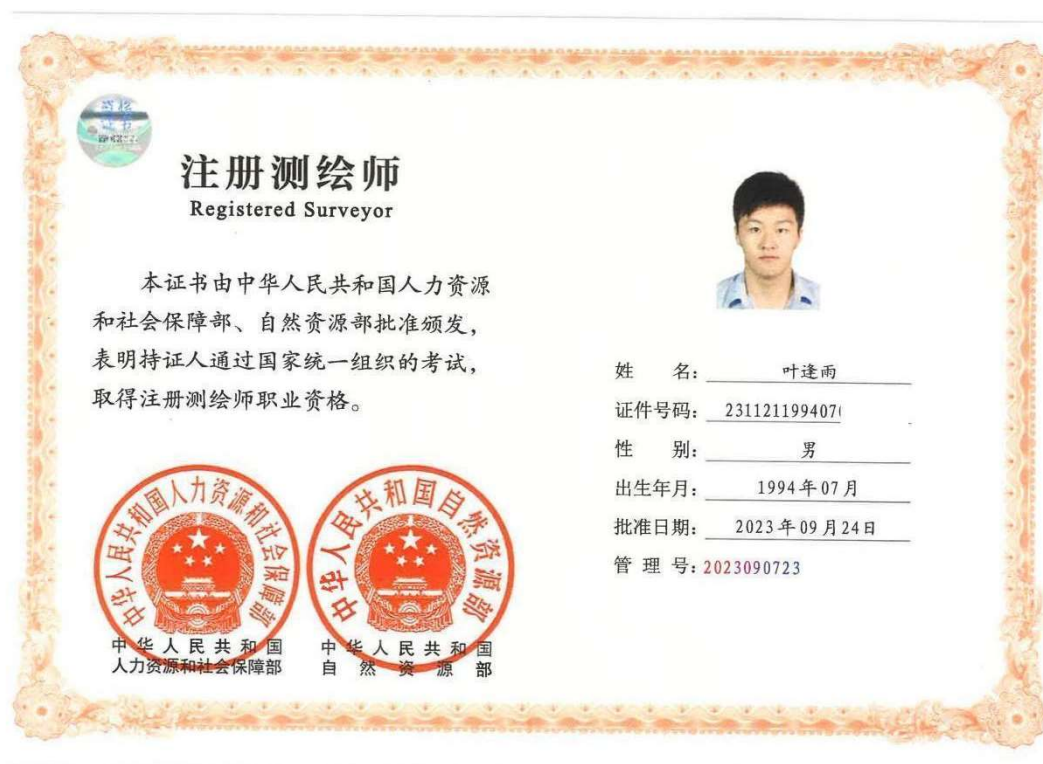 注册测绘师
Registered Surveyor
本证书由中华人民共和国人力资源
和社会保障部、自然资源部批准颁发，
表明持证人通过国家统一组织的考试，
取得注册测绘师职业资格。
中华人民共和国人力资源和社会保障部
中华人民共和国自然资源部
中华人民共和国
人力资源和社会保障部
中华人民共和国
自然资源部
姓 名：叶逢雨
证件号码：23112119940
性 别：男
出生年月：1994年07月
批准日期：2023年09月24日
管 理 号：2023090723